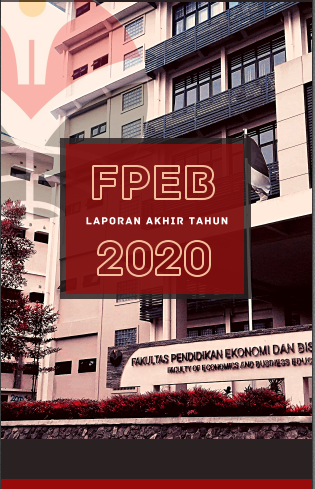 FPEB
LAPORAN AKHIR TAHUN
2020
FAKULTAS PENDIDIKAN EKONOMI DAN BIS
FACULTY OF ECONOMICS AND BUSINESS EDUC